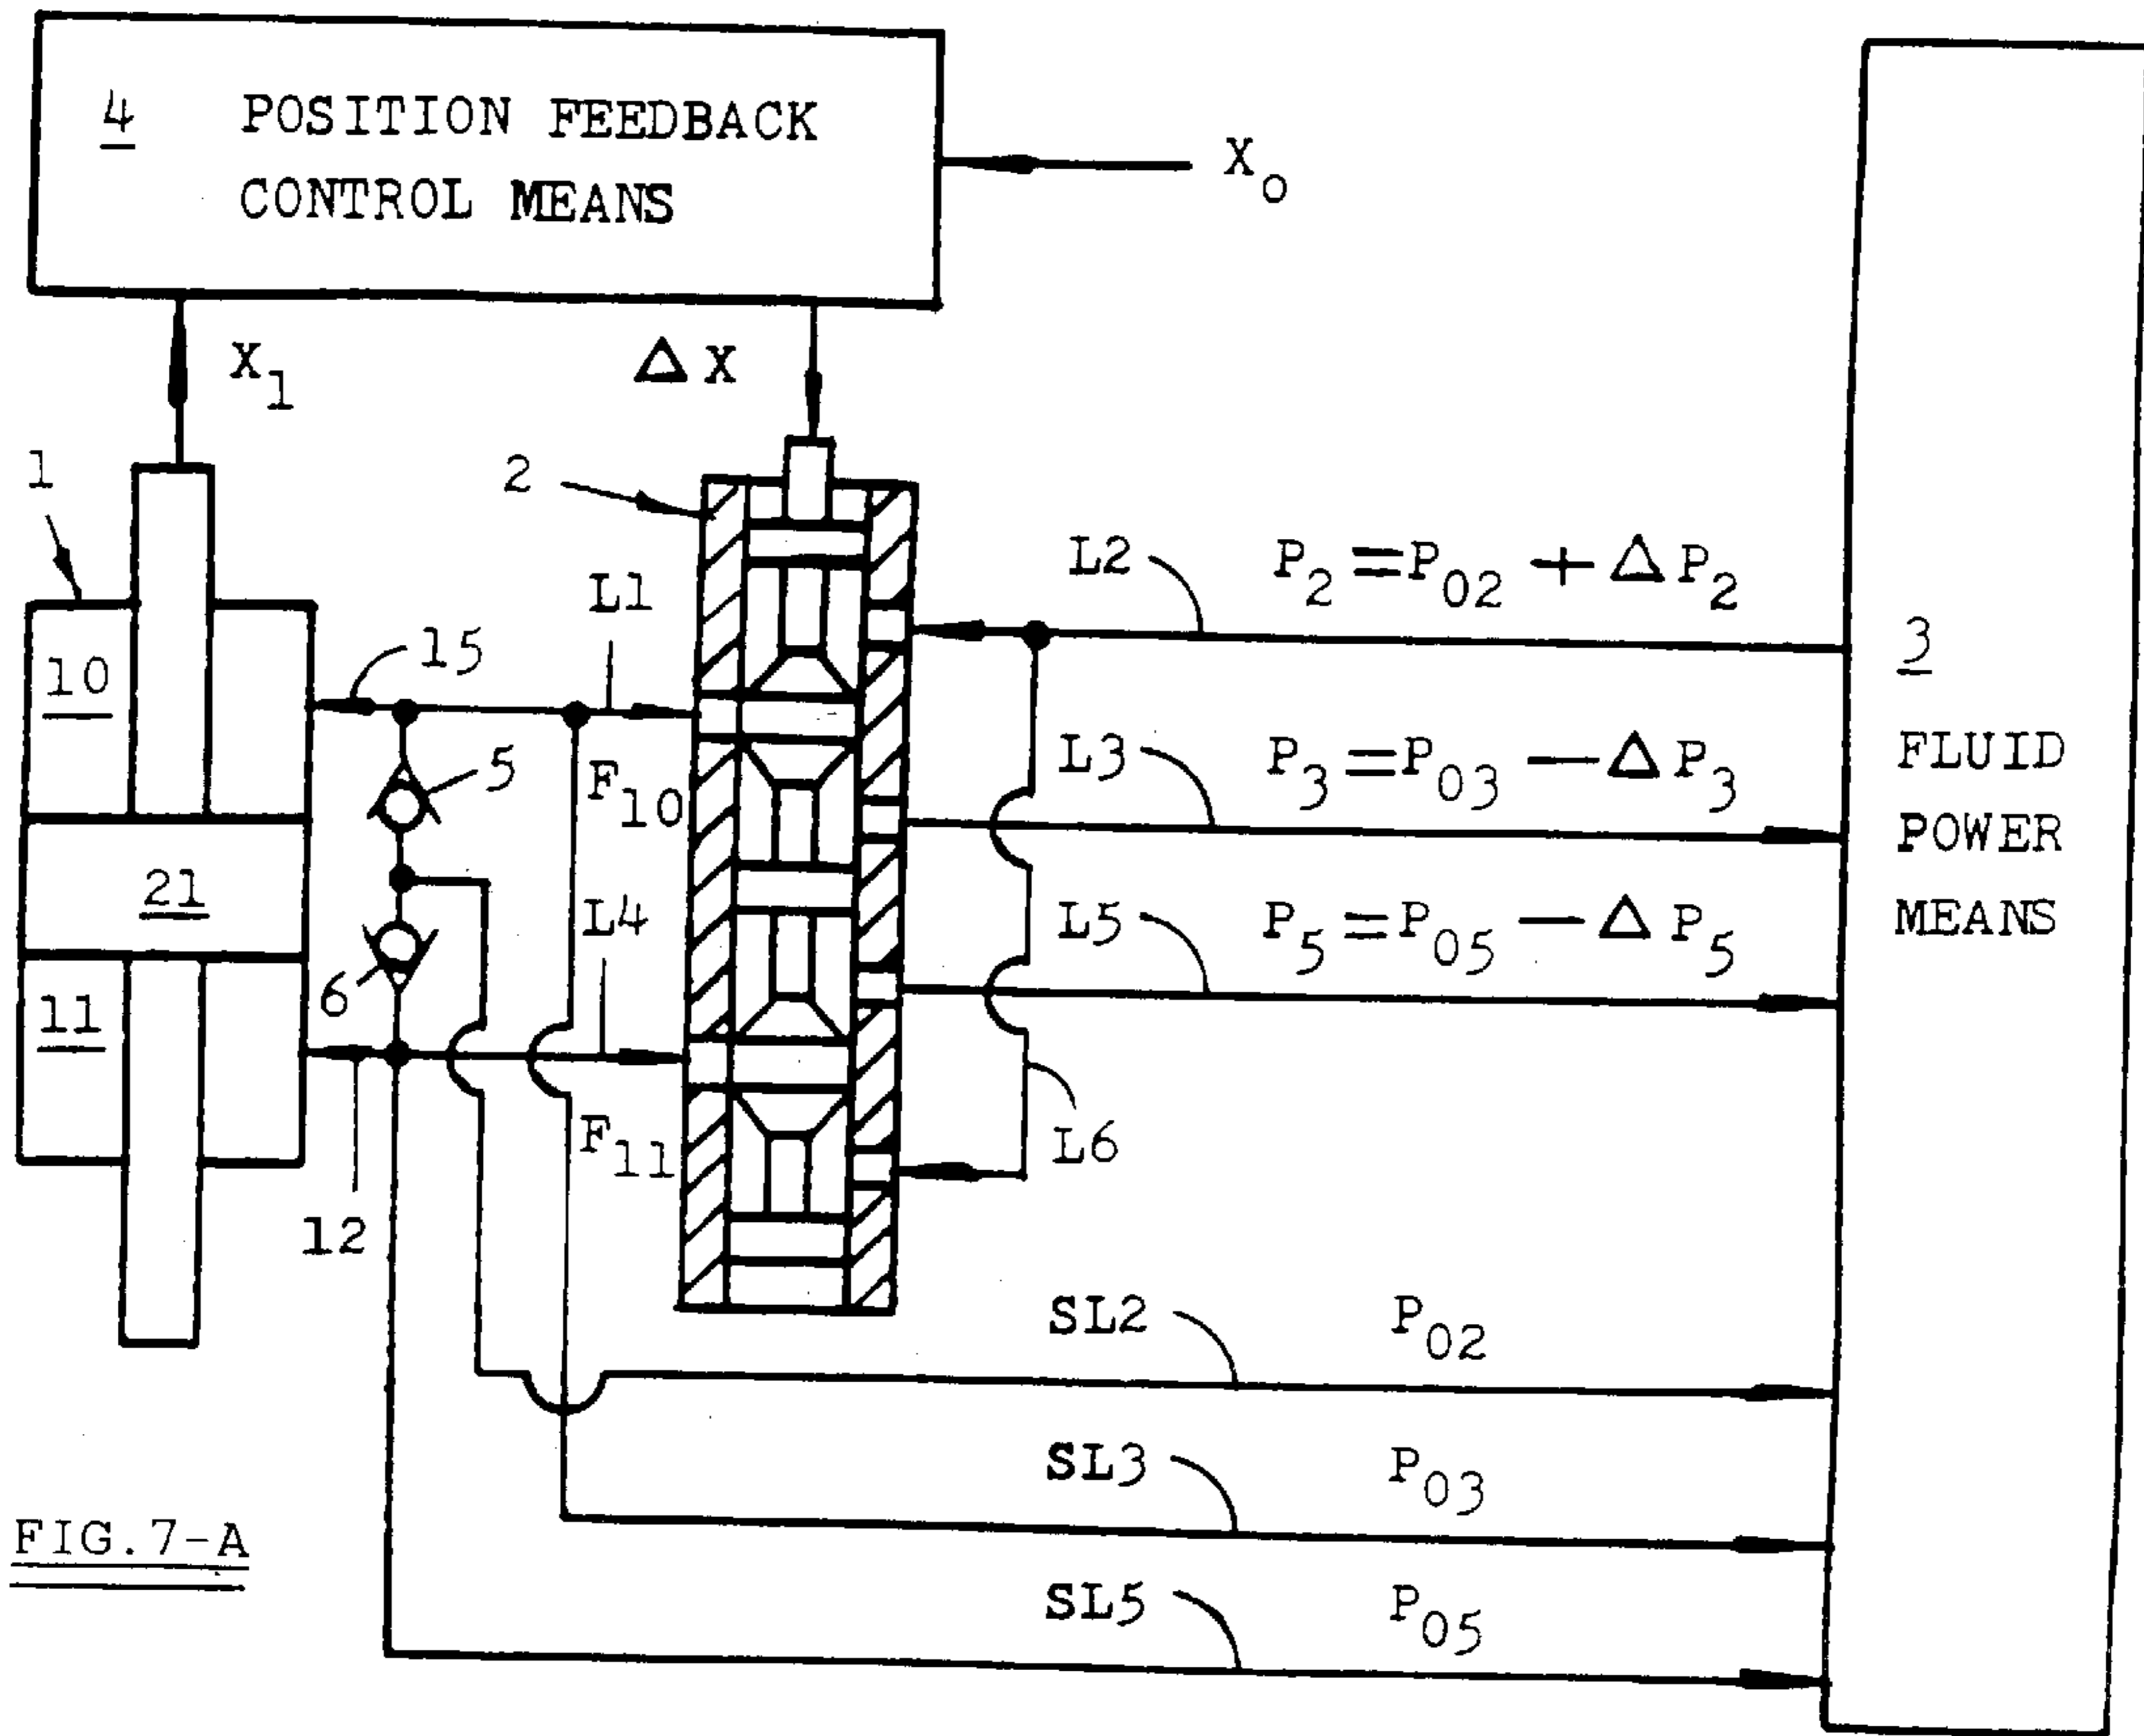 4 POSITION FEEDBACK
CONTROL MEANS
X₀
X₁
ΔX
1
2
L1
L2
P₂=P₀₂+ΔP₂
3
FLUID
POWER
MEANS
10
15
5
F₁₀
L3
P₃=P₀₃−ΔP₃
21
L4
L5
P₅=P₀₅−ΔP₅
6
11
F₁₁
L6
12
SL2
P₀₂
SL3
P₀₃
FIG.7-A
SL5
P₀₅